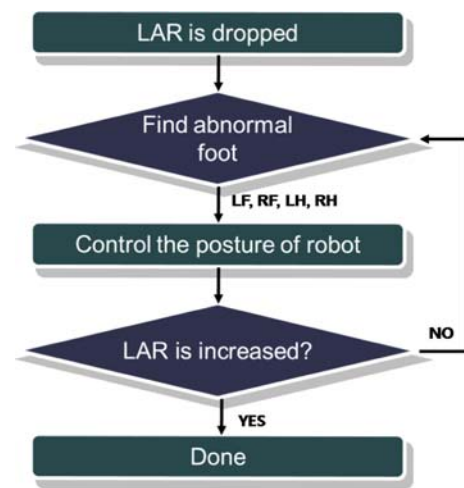 LAR is dropped
Find abnormal
foot
LF, RF, LH, RH
Control the posture of robot
LAR is increased?
NO
YES
Done